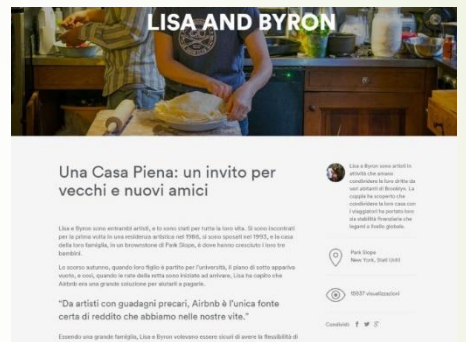 LISA AND BYRON
Una Casa Piena: un invito per
vecchi e nuovi amici
Lisa e Byron sono entrambi artisti, e lo sono stati per tutta la loro vita. Si sono incontrati
per la prima volta in una residenza artistica nel 1986, si sono sposati nel 1993, e la casa
della loro famiglia, in un brownstone di Park Slope, è dove hanno cresciuto i loro tre
bambini.
Lo scorso autunno, quando loro figlio è partito per l'università, il piano di sotto appariva
vuoto, e così, quando le rate della retta sono iniziate ad arrivare, Lisa ha capito che
Airbnb era una grande soluzione per aiutarli a pagarle.
"Da artisti con guadagni precari, Airbnb è l'unica fonte
certa di reddito che abbiamo nelle nostre vite."
Essendo una grande famiglia, Lisa e Byron volevano essere sicuri di avere la flessibilità di
Lisa e Byron sono artisti in
attività che amano
condividere le loro dritte da
veri abitanti di Brooklyn. La
coppia ha scoperto che
condividere la loro casa con
i viaggiatori ha portato loro
sia stabilità finanziaria che
legami a livello globale.
Park Slope
New York, Stati Uniti
visualizzazioni
Condividi: